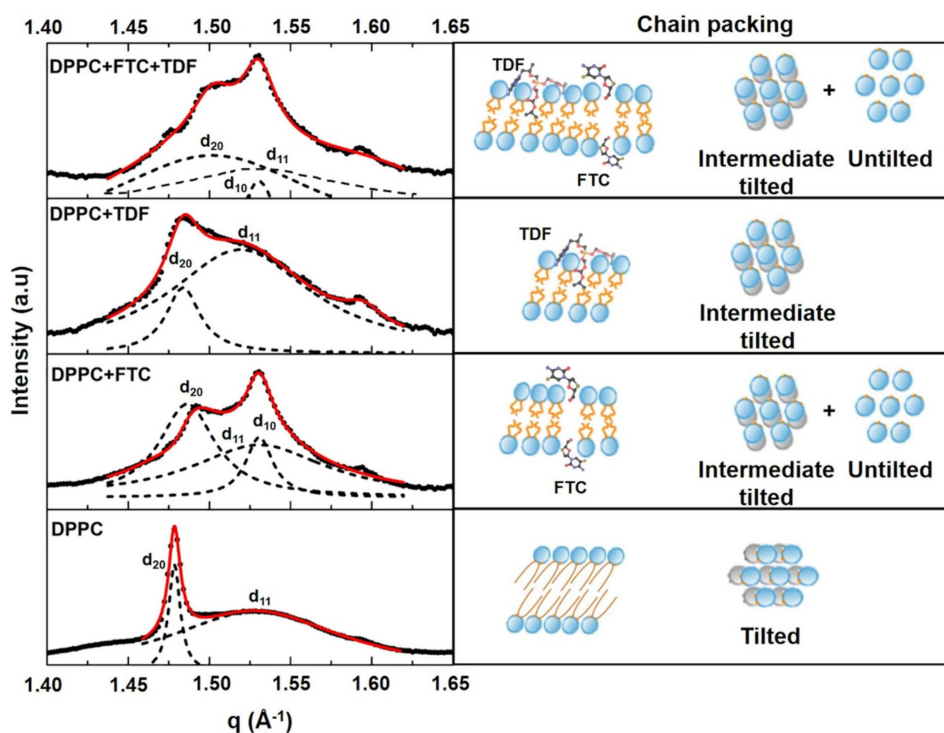 1.40 1.45 1.50 1.55 1.60 1.65
Chain packing
DPPC+FTC+TDF
d20
d11
d10
TDF
FTC
+
Intermediate
tilted
Untilted
DPPC+TDF
d20
d11
TDF
Intermediate
tilted
DPPC+FTC
d20
d11
d10
FTC
+
Intermediate
tilted
Untilted
DPPC
d20
d11
Tilted
1.40 1.45 1.50 1.55 1.60 1.65
q (Å-1)
Intensity (a.u)